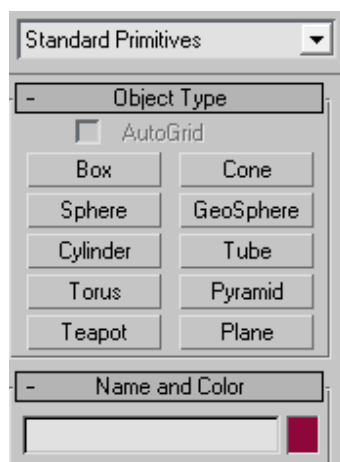 Standard Primitives
- Object Type
AutoGrid
Box Cone
Sphere GeoSphere
Cylinder Tube
Torus Pyramid
Teapot Plane
- Name and Color